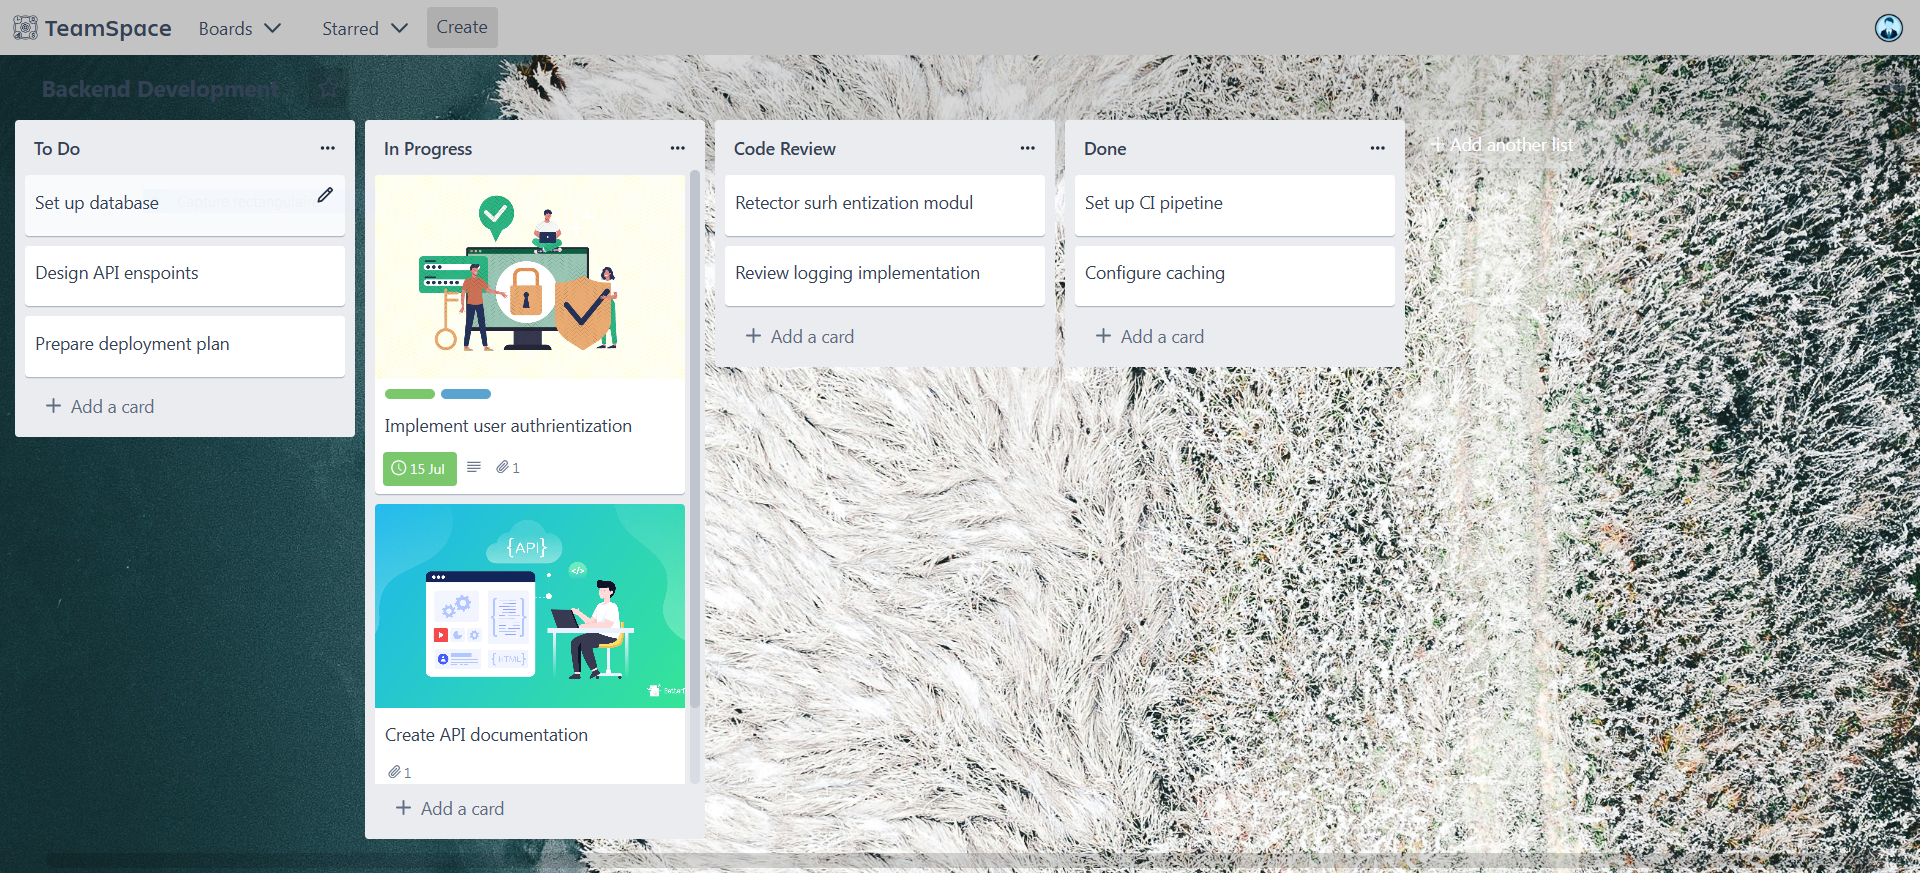 TeamSpace
Boards
Starred
Create
Backend Development
To Do
Set up database
Capture rectangular
Design API enspoints
Prepare deployment plan
+ Add a card
In Progress
Implement user authrientization
15 Jul
1
{API}
</>
{HTML}
Create API documentation
1
+ Add a card
Code Review
Retector surh entization modul
Review logging implementation
+ Add a card
Done
Set up CI pipetine
Configure caching
+ Add a card
+ Add another list